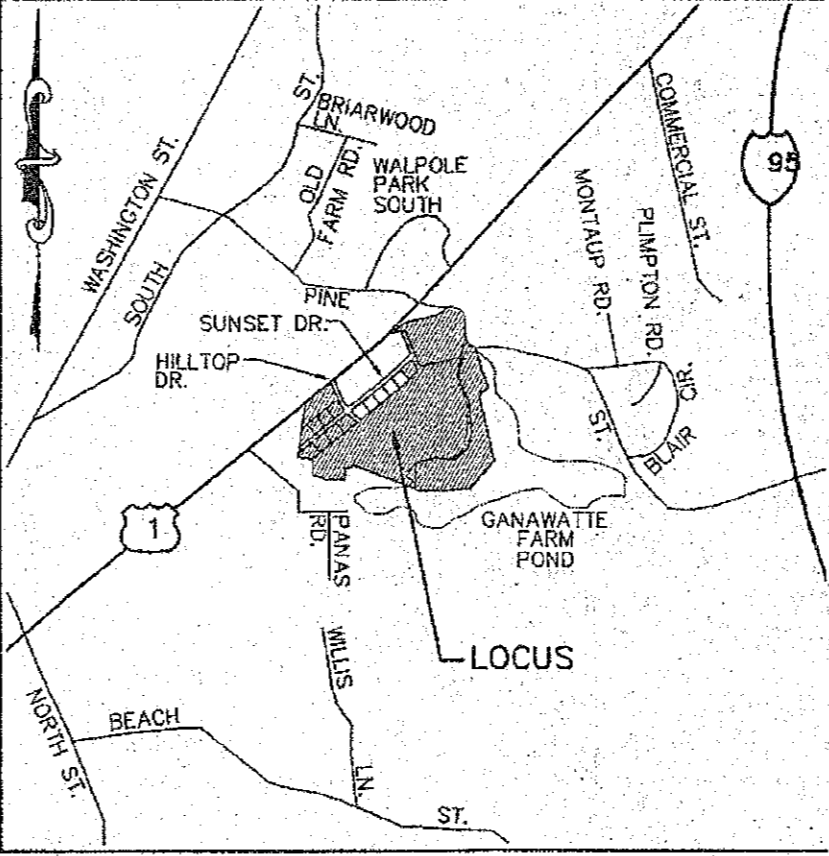 WASHINGTON ST.
SOUTH
ST.
BRIARWOOD
LN.
OLD
FARM RD.
WALPOLE
PARK
SOUTH
COMMERCIAL ST.
95
MONTAUP RD.
PLIMPTON RD.
PINE
SUNSET DR.
HILLTOP
DR.
CIR.
BLAIR
ST.
1
PANAS
RD.
GANAWATTE
FARM
POND
LOCUS
WILLIS
LN.
NORTH ST.
BEACH
ST.